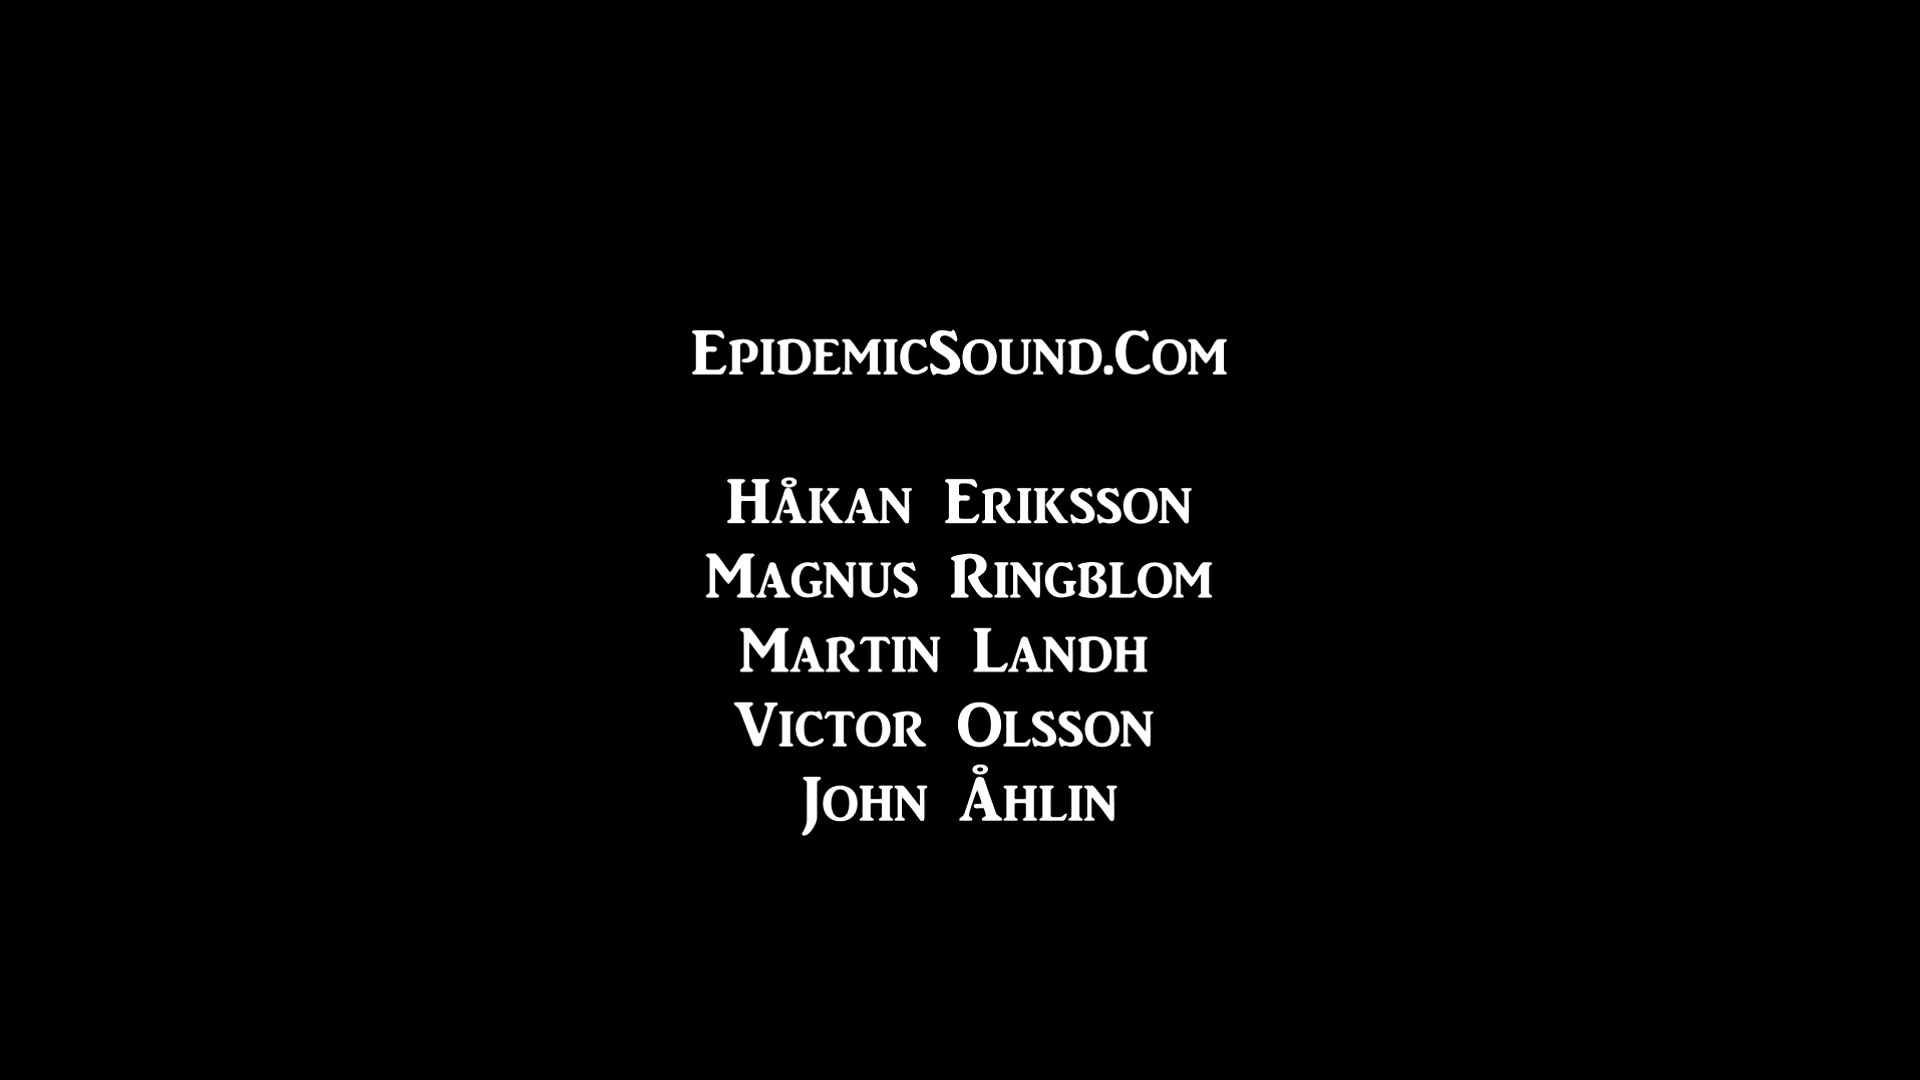 EpidemicSound.Com
Håkan Eriksson
Magnus Ringblom
Martin Landh
Victor Olsson
John Åhlin